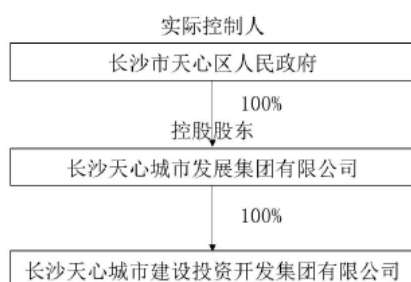 实际控制人
长沙市天心区人民政府
100%
控股股东
长沙天心城市发展集团有限公司
100%
长沙天心城市建设投资开发集团有限公司